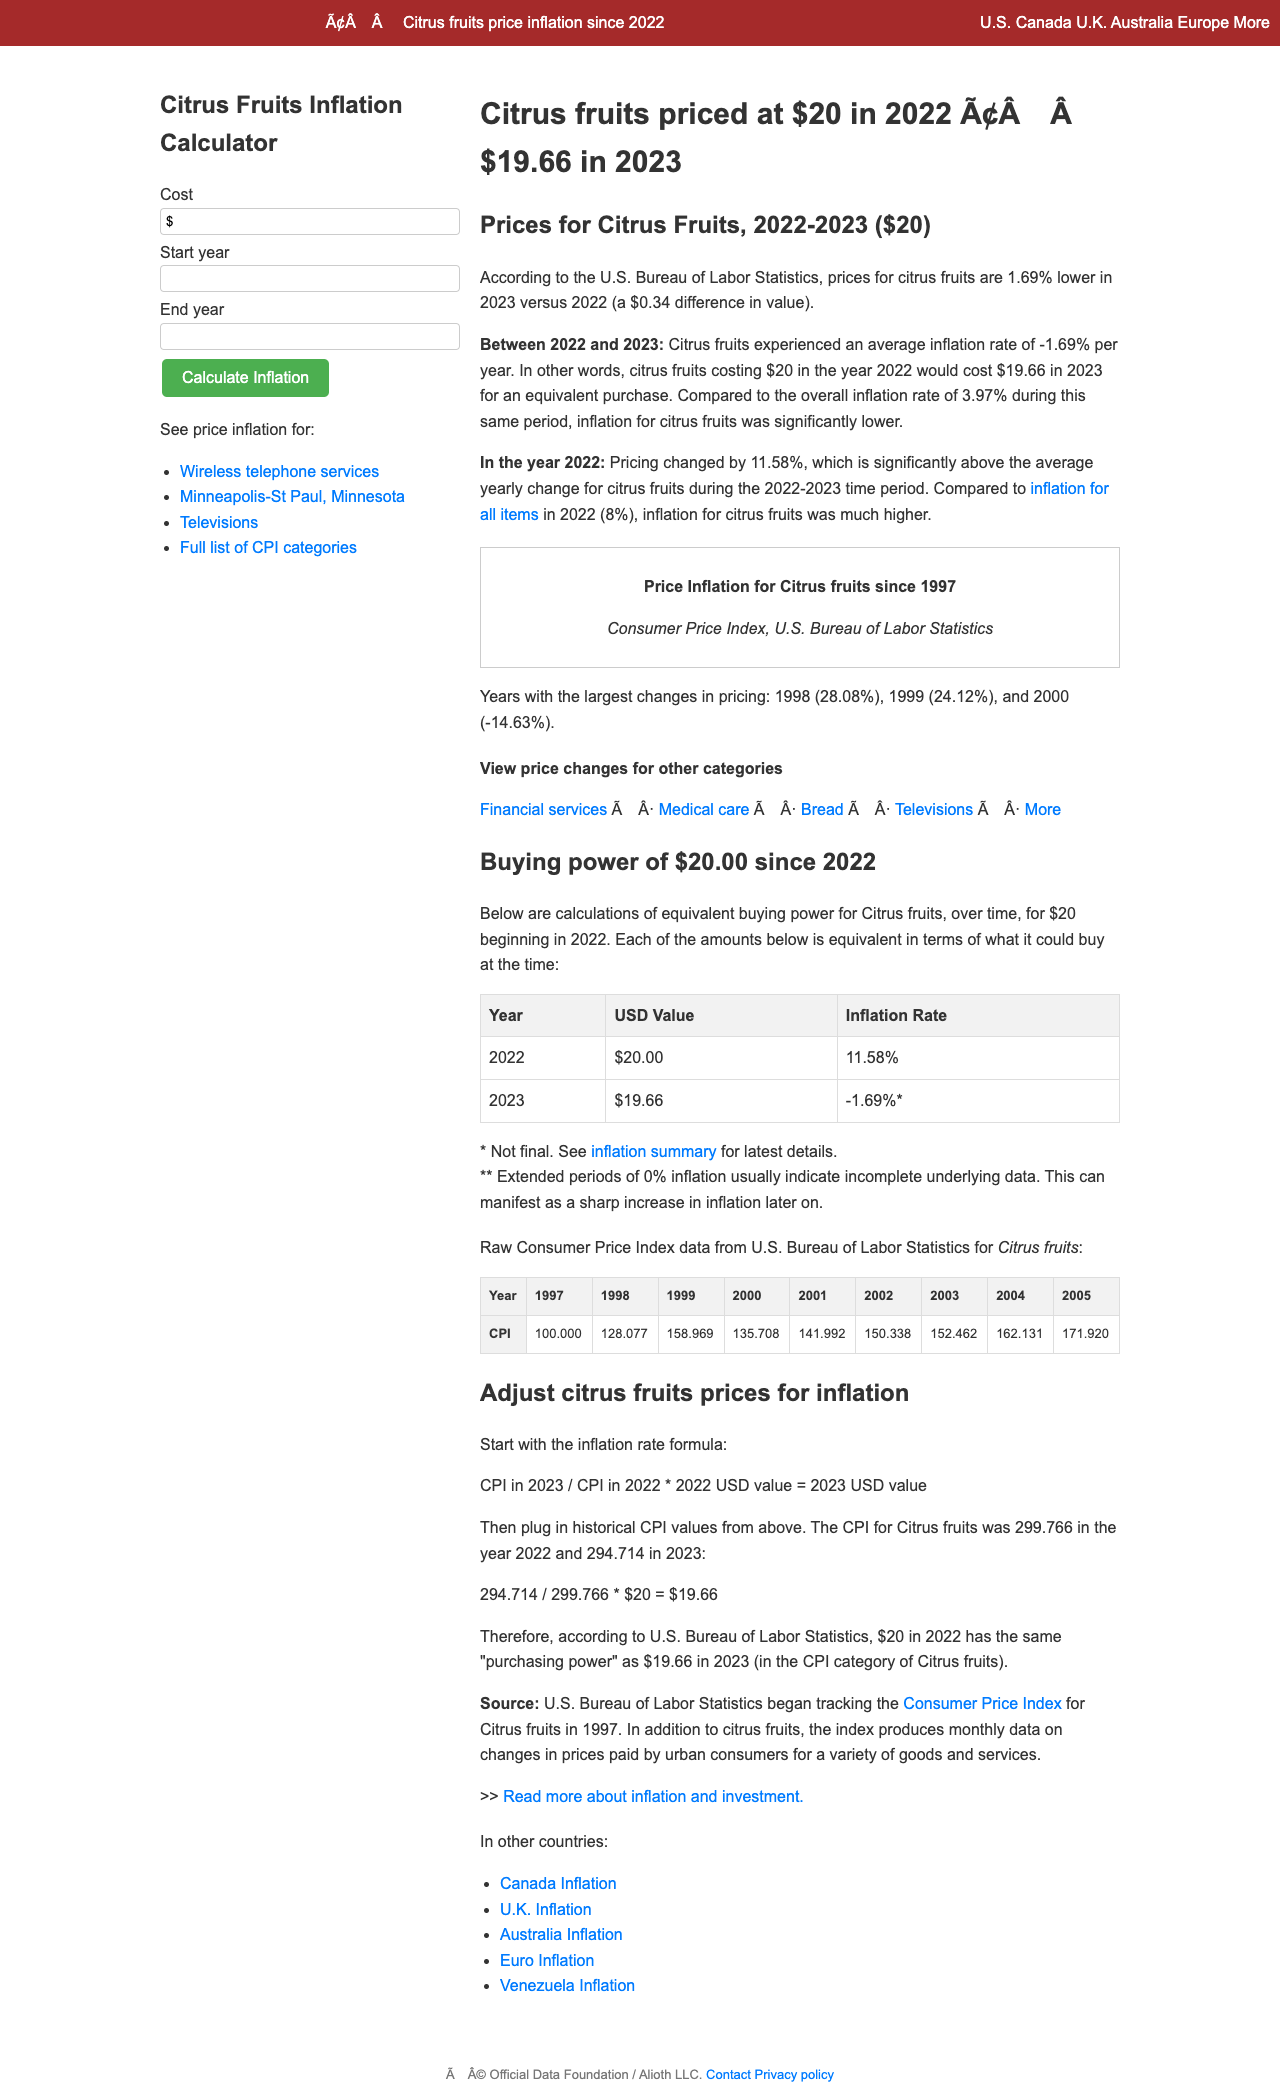 Ã¢Â Â Citrus fruits price inflation since 2022
U.S. Canada U.K. Australia Europe More
Citrus Fruits Inflation
Calculator
Cost
$
Start year
End year
Calculate Inflation
See price inflation for:
• Wireless telephone services
• Minneapolis-St Paul, Minnesota
• Televisions
• Full list of CPI categories
Citrus fruits priced at $20 in 2022 Ã¢Â Â
$19.66 in 2023
Prices for Citrus Fruits, 2022-2023 ($20)
According to the U.S. Bureau of Labor Statistics, prices for citrus fruits are 1.69% lower in
2023 versus 2022 (a $0.34 difference in value).
Between 2022 and 2023: Citrus fruits experienced an average inflation rate of -1.69% per
year. In other words, citrus fruits costing $20 in the year 2022 would cost $19.66 in 2023
for an equivalent purchase. Compared to the overall inflation rate of 3.97% during this
same period, inflation for citrus fruits was significantly lower.
In the year 2022: Pricing changed by 11.58%, which is significantly above the average
yearly change for citrus fruits during the 2022-2023 time period. Compared to inflation for
all items in 2022 (8%), inflation for citrus fruits was much higher.
Price Inflation for Citrus fruits since 1997
Consumer Price Index, U.S. Bureau of Labor Statistics
Years with the largest changes in pricing: 1998 (28.08%), 1999 (24.12%), and 2000
(-14.63%).
View price changes for other categories
Financial services Ã Â· Medical care Ã Â· Bread Ã Â· Televisions Ã Â· More
Buying power of $20.00 since 2022
Below are calculations of equivalent buying power for Citrus fruits, over time, for $20
beginning in 2022. Each of the amounts below is equivalent in terms of what it could buy
at the time:
Year USD Value Inflation Rate
2022 $20.00 11.58%
2023 $19.66 -1.69%*
* Not final. See inflation summary for latest details.
** Extended periods of 0% inflation usually indicate incomplete underlying data. This can
manifest as a sharp increase in inflation later on.
Raw Consumer Price Index data from U.S. Bureau of Labor Statistics for Citrus fruits:
Year 1997 1998 1999 2000 2001 2002 2003 2004 2005
CPI 100.000 128.077 158.969 135.708 141.992 150.338 152.462 162.131 171.920
Adjust citrus fruits prices for inflation
Start with the inflation rate formula:
CPI in 2023 / CPI in 2022 * 2022 USD value = 2023 USD value
Then plug in historical CPI values from above. The CPI for Citrus fruits was 299.766 in the
year 2022 and 294.714 in 2023:
294.714 / 299.766 * $20 = $19.66
Therefore, according to U.S. Bureau of Labor Statistics, $20 in 2022 has the same
"purchasing power" as $19.66 in 2023 (in the CPI category of Citrus fruits).
Source: U.S. Bureau of Labor Statistics began tracking the Consumer Price Index for
Citrus fruits in 1997. In addition to citrus fruits, the index produces monthly data on
changes in prices paid by urban consumers for a variety of goods and services.
>> Read more about inflation and investment.
In other countries:
• Canada Inflation
• U.K. Inflation
• Australia Inflation
• Euro Inflation
• Venezuela Inflation
Ã Â© Official Data Foundation / Alioth LLC. Contact Privacy policy